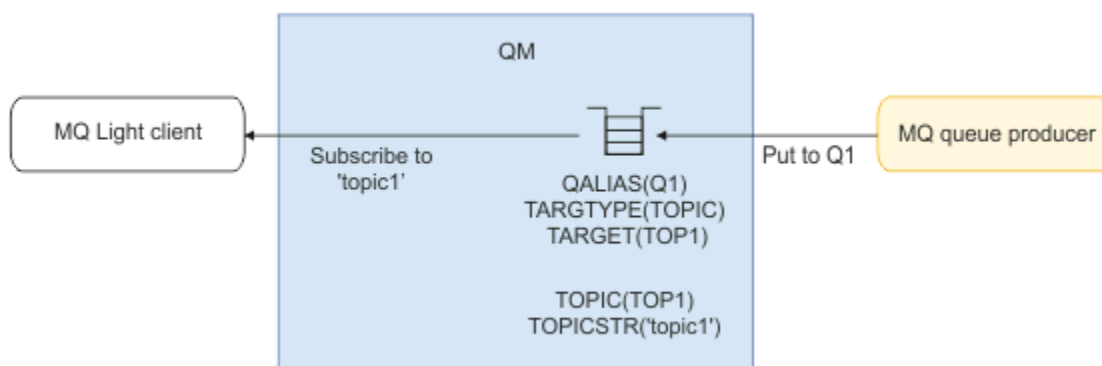 QM
MQ Light client
Subscribe to
'topic1'
Put to Q1
MQ queue producer
QALIAS(Q1)
TARGTYPE(TOPIC)
TARGET(TOP1)
TOPIC(TOP1)
TOPICSTR('topic1')